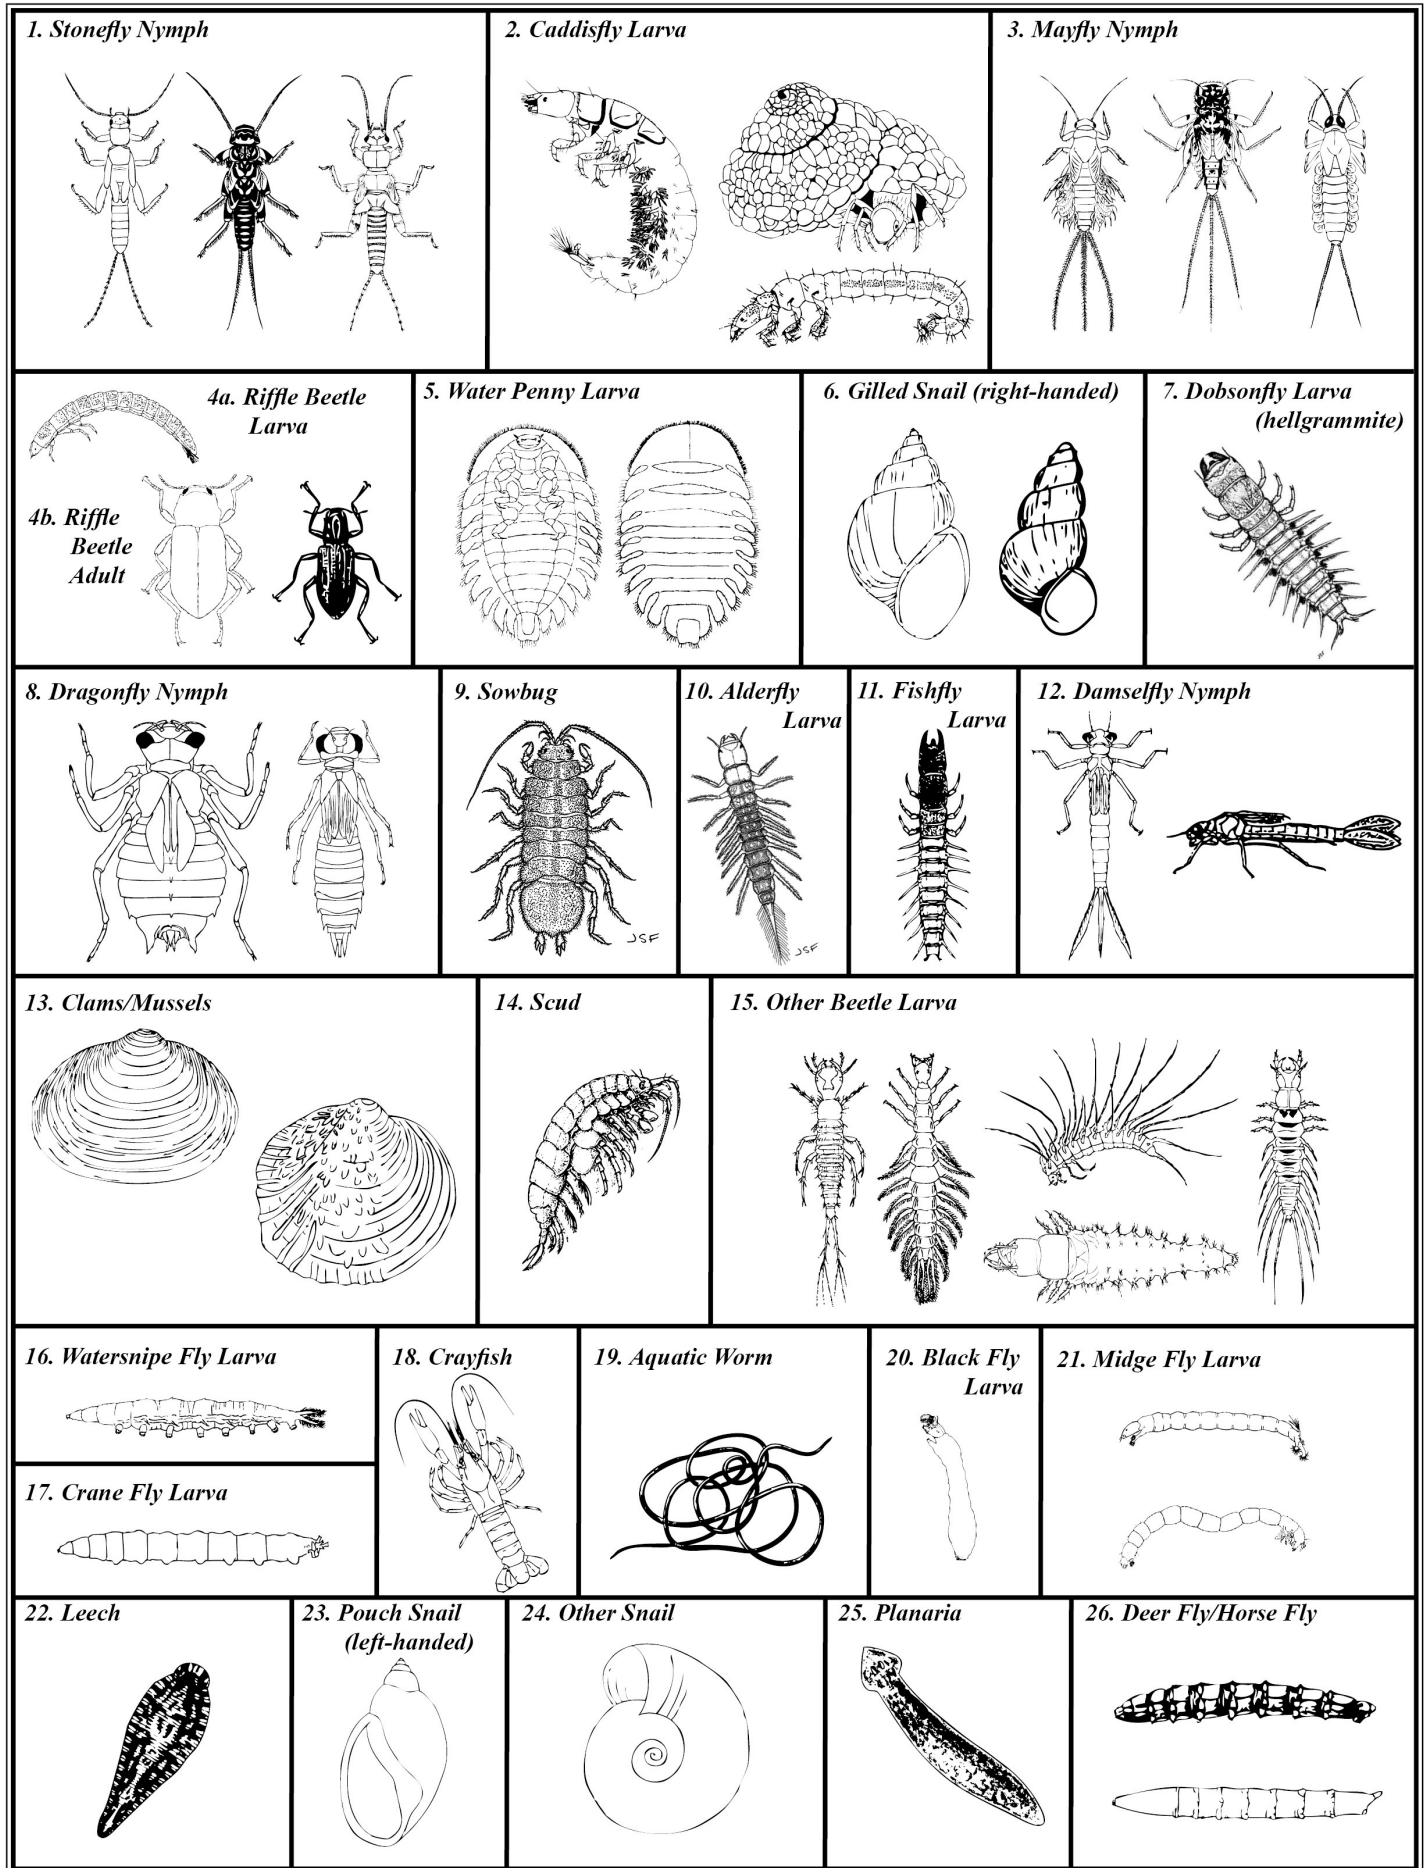 1. Stonefly Nymph
2. Caddisfly Larva
3. Mayfly Nymph
4a. Riffle Beetle
Larva
4b. Riffle
Beetle
Adult
5. Water Penny Larva
6. Gilled Snail (right-handed)
7. Dobsonfly Larva
(hellgrammite)
8. Dragonfly Nymph
9. Sowbug
JSF
10. Alderfly
Larva
JSF
11. Fishfly
Larva
12. Damselfly Nymph
13. Clams/Mussels
14. Scud
15. Other Beetle Larva
16. Watersnipe Fly Larva
17. Crane Fly Larva
18. Crayfish
19. Aquatic Worm
20. Black Fly
Larva
21. Midge Fly Larva
22. Leech
23. Pouch Snail
(left-handed)
24. Other Snail
25. Planaria
26. Deer Fly/Horse Fly